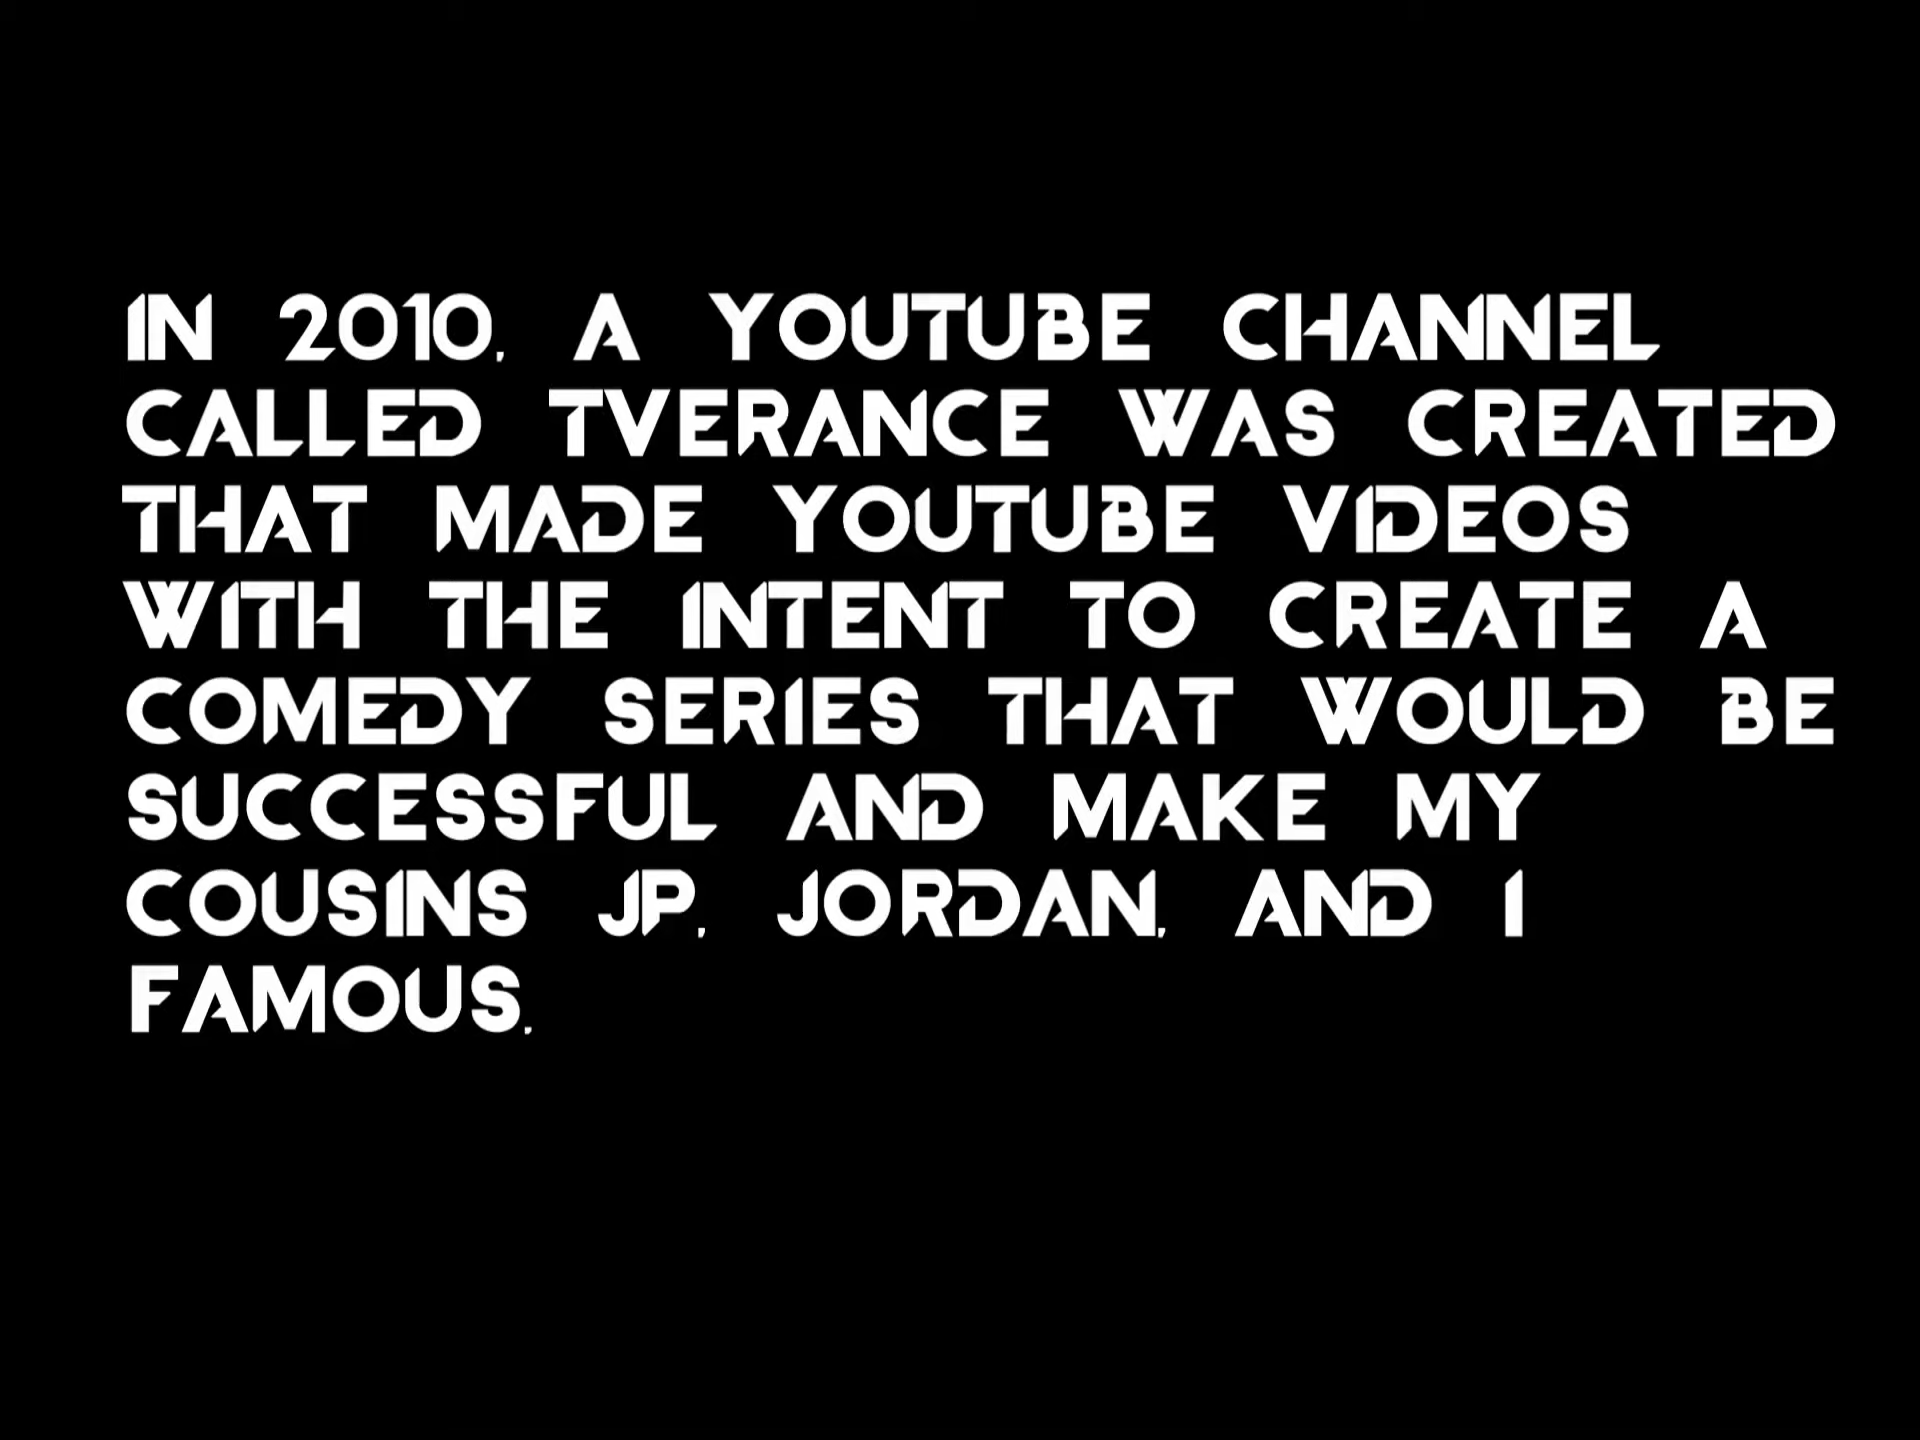 IN 2010, A YOUTUBE CHANNEL
CALLED TVERANCE WAS CREATED
THAT MADE YOUTUBE VIDEOS
WITH THE INTENT TO CREATE A
COMEDY SERIES THAT WOULD BE
SUCCESSFUL AND MAKE MY
COUSINS JP, JORDAN, AND I
FAMOUS,